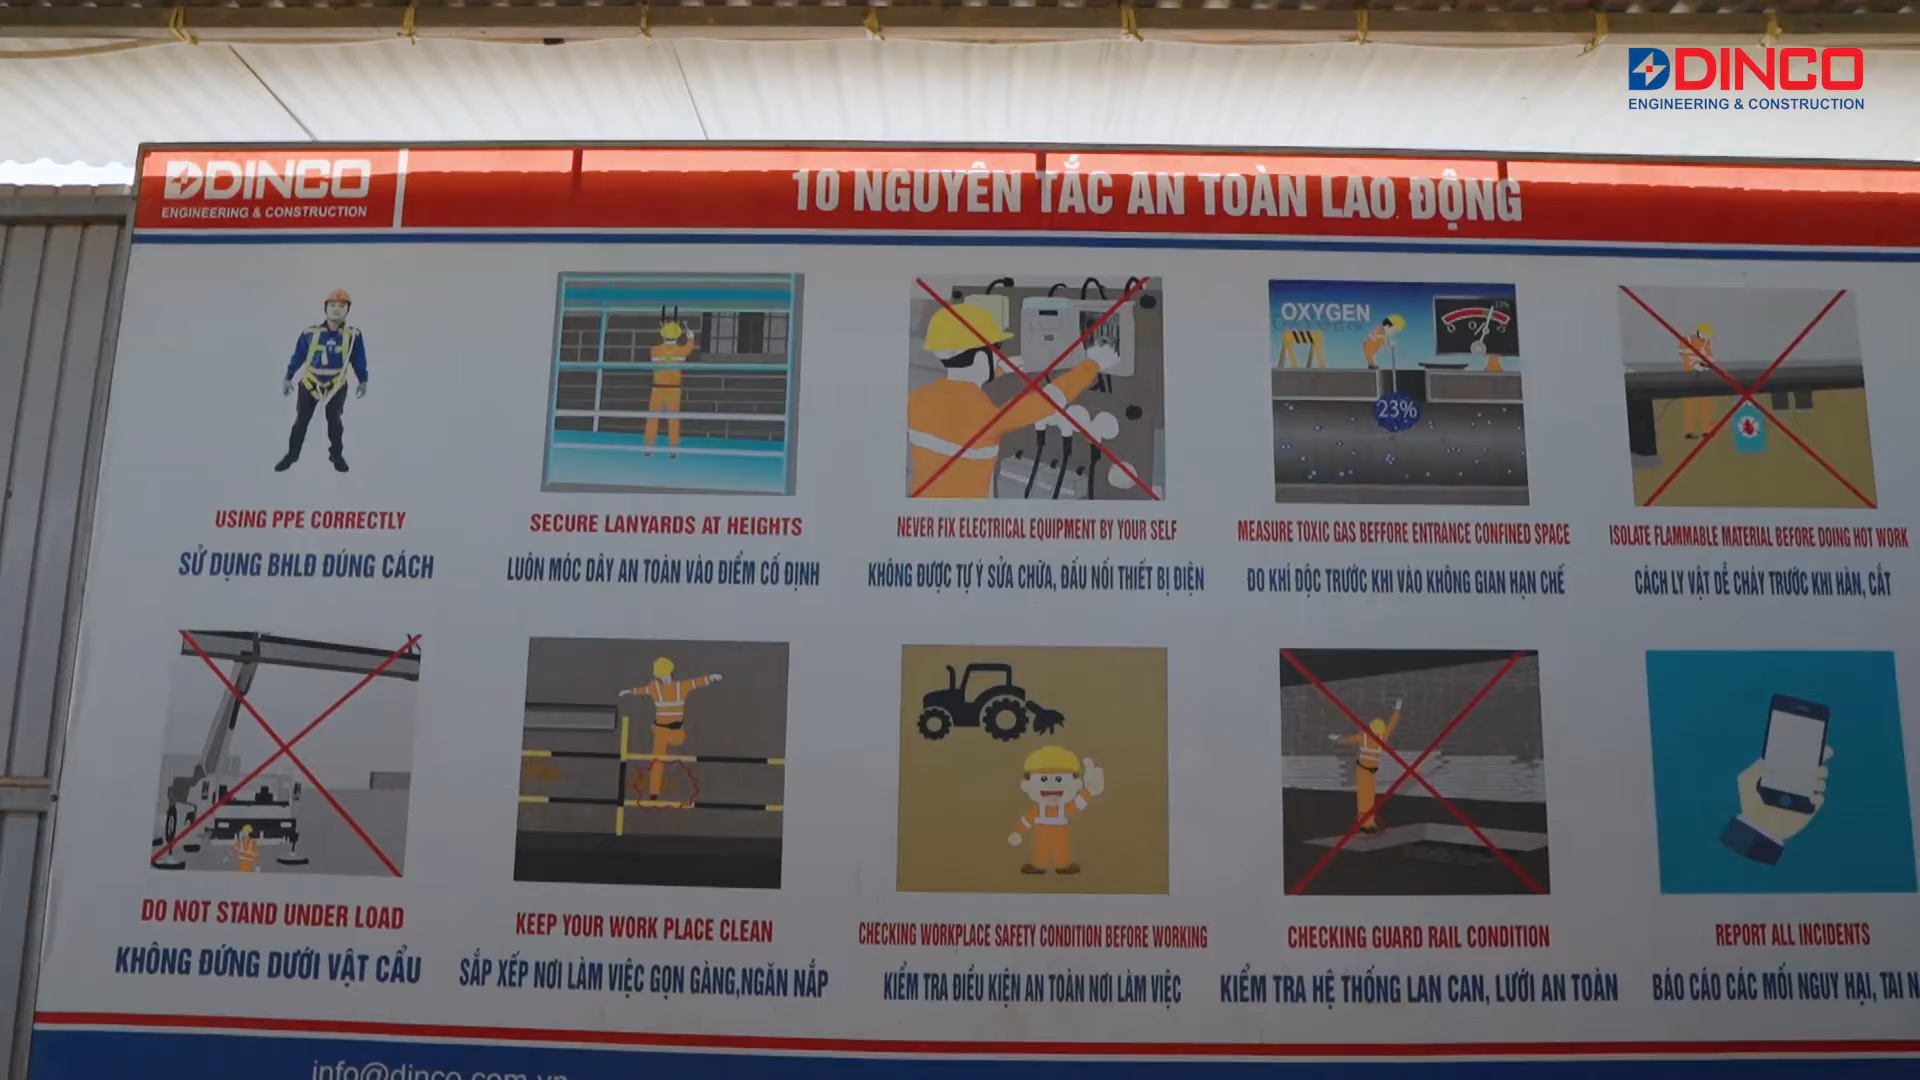 DINCO
ENGINEERING & CONSTRUCTION
DINCO
ENGINEERING & CONSTRUCTION
10 NGUYÊN TẮC AN TOÀN LAO ĐỘNG
OXYGEN
23%
USING PPE CORRECTLY
SỬ DỤNG BHLĐ ĐÚNG CÁCH
SECURE LANYARDS AT HEIGHTS
LUÔN MÓC DÂY AN TOÀN VÀO ĐIỂM CỐ ĐỊNH
NEVER FIX ELECTRICAL EQUIPMENT BY YOUR SELF
KHÔNG ĐƯỢC TỰ Ý SỬA CHỮA, ĐẤU NỐI THIẾT BỊ ĐIỆN
MEASURE TOXIC GAS BEFFORE ENTRANCE CONFINED SPACE
ĐO KHÍ ĐỘC TRƯỚC KHI VÀO KHÔNG GIAN HẠN CHẾ
ISOLATE FLAMMABLE MATERIAL BEFORE DOING HOT WORK
CÁCH LY VẬT DỄ CHÁY TRƯỚC KHI HÀN, CẮT
DO NOT STAND UNDER LOAD
KHÔNG ĐỨNG DƯỚI VẬT CẨU
KEEP YOUR WORK PLACE CLEAN
SẮP XẾP NƠI LÀM VIỆC GỌN GÀNG,NGĂN NẮP
CHECKING WORKPLACE SAFETY CONDITION BEFORE WORKING
KIỂM TRA ĐIỀU KIỆN AN TOÀN NƠI LÀM VIỆC
CHECKING GUARD RAIL CONDITION
KIỂM TRA HỆ THỐNG LAN CAN, LƯỚI AN TOÀN
REPORT ALL INCIDENTS
BÁO CÁO CÁC MỐI NGUY HẠI, TAI N
info@dinco.com.vn